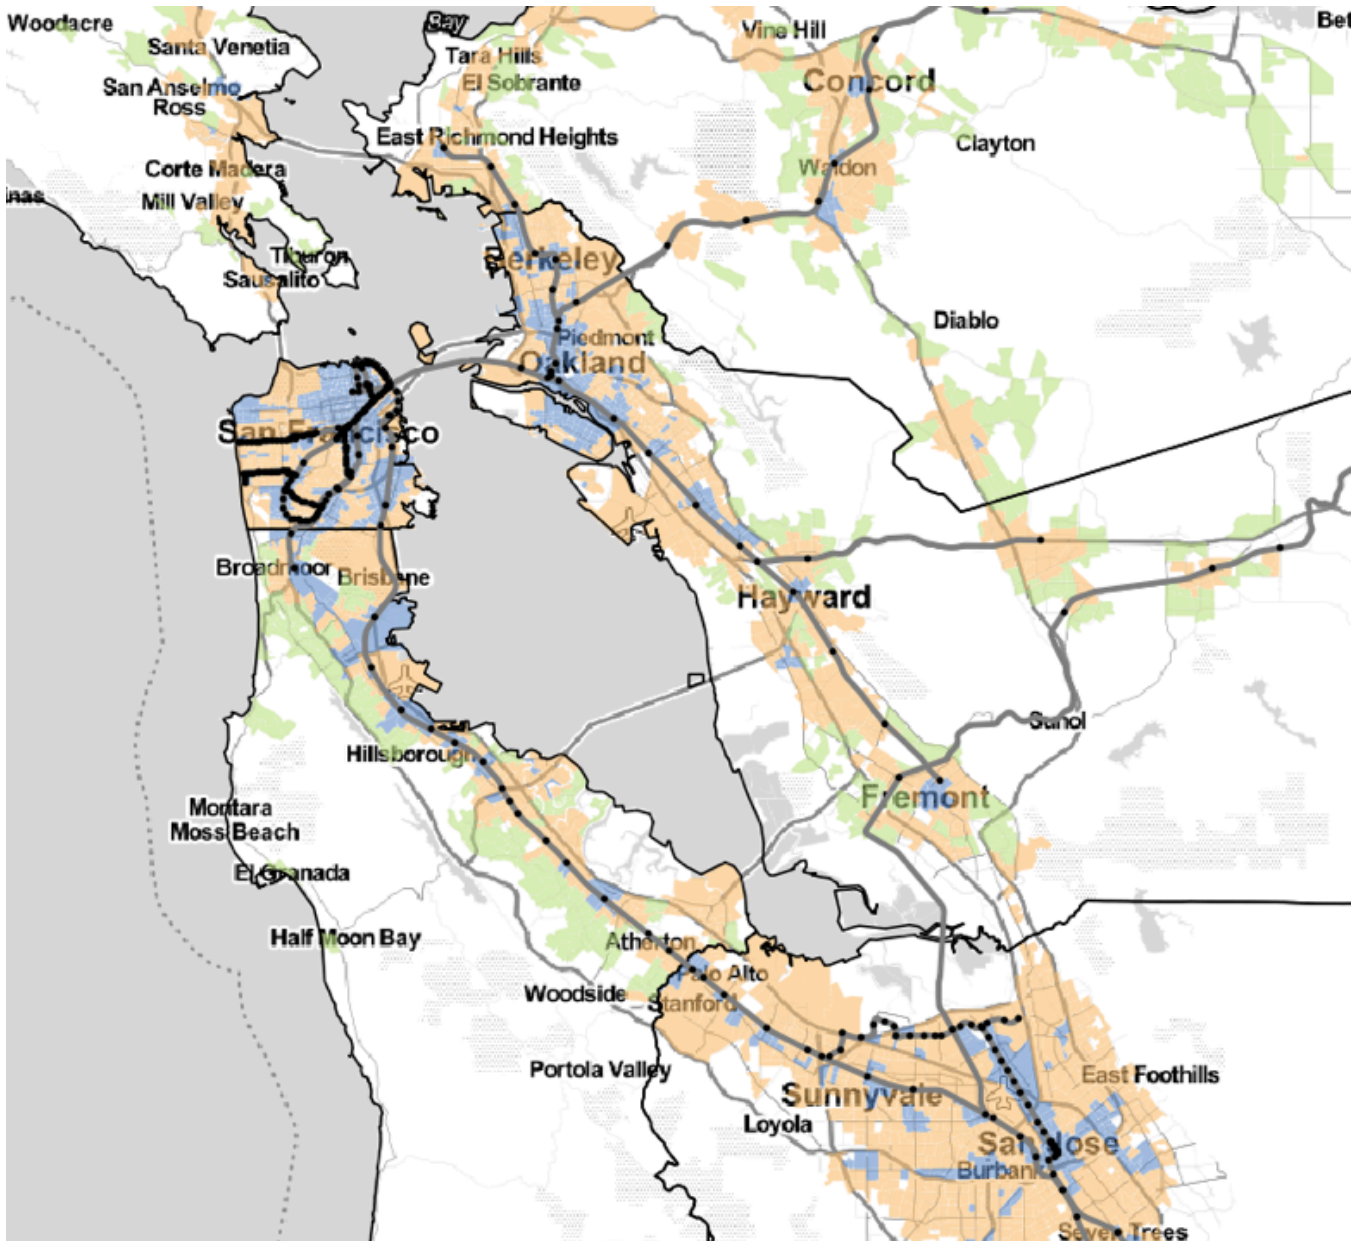 Woodacre
Bay
Vine Hill
Bet
Santa Venetia
Tara Hills
San Anselmo
El Sobrante
Concord
Ross
East Richmond Heights
Clayton
Corte Madera
Waldon
nas
Mill Valley
Tiburon
Berkeley
Sausalito
Diablo
Piedmont
Oakland
San Francisco
Broadmoor
Brisbane
Hayward
Sunol
Hillsborough
Fremont
Montara
Moss Beach
El Granada
Half Moon Bay
Atherton
Palo Alto
Woodside
Stanford
Portola Valley
East Foothills
Sunnyvale
Loyola
San Jose
Burbank
Seven Trees